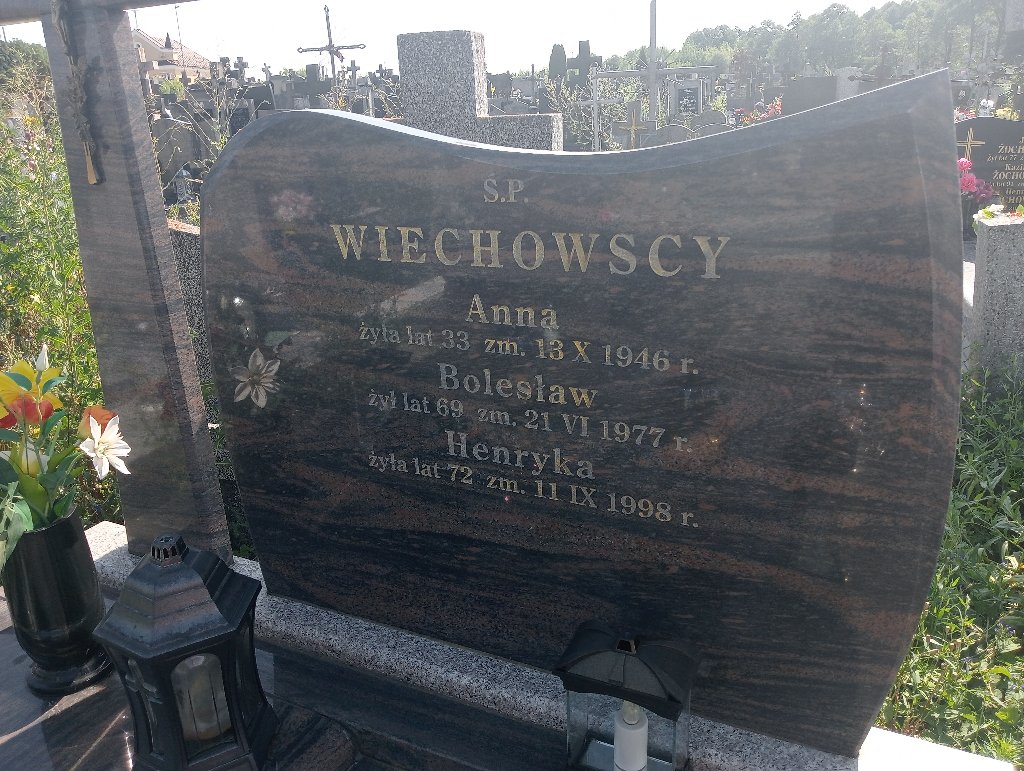 Ś.P.
WIECHOWSCY
Anna
żyła lat 33 zm. 13 X 1946 r.
Bolesław
żył lat 69 zm. 21 VI 1977 r.
Henryka
żyła lat 72 zm. 11 IX 1998 r.